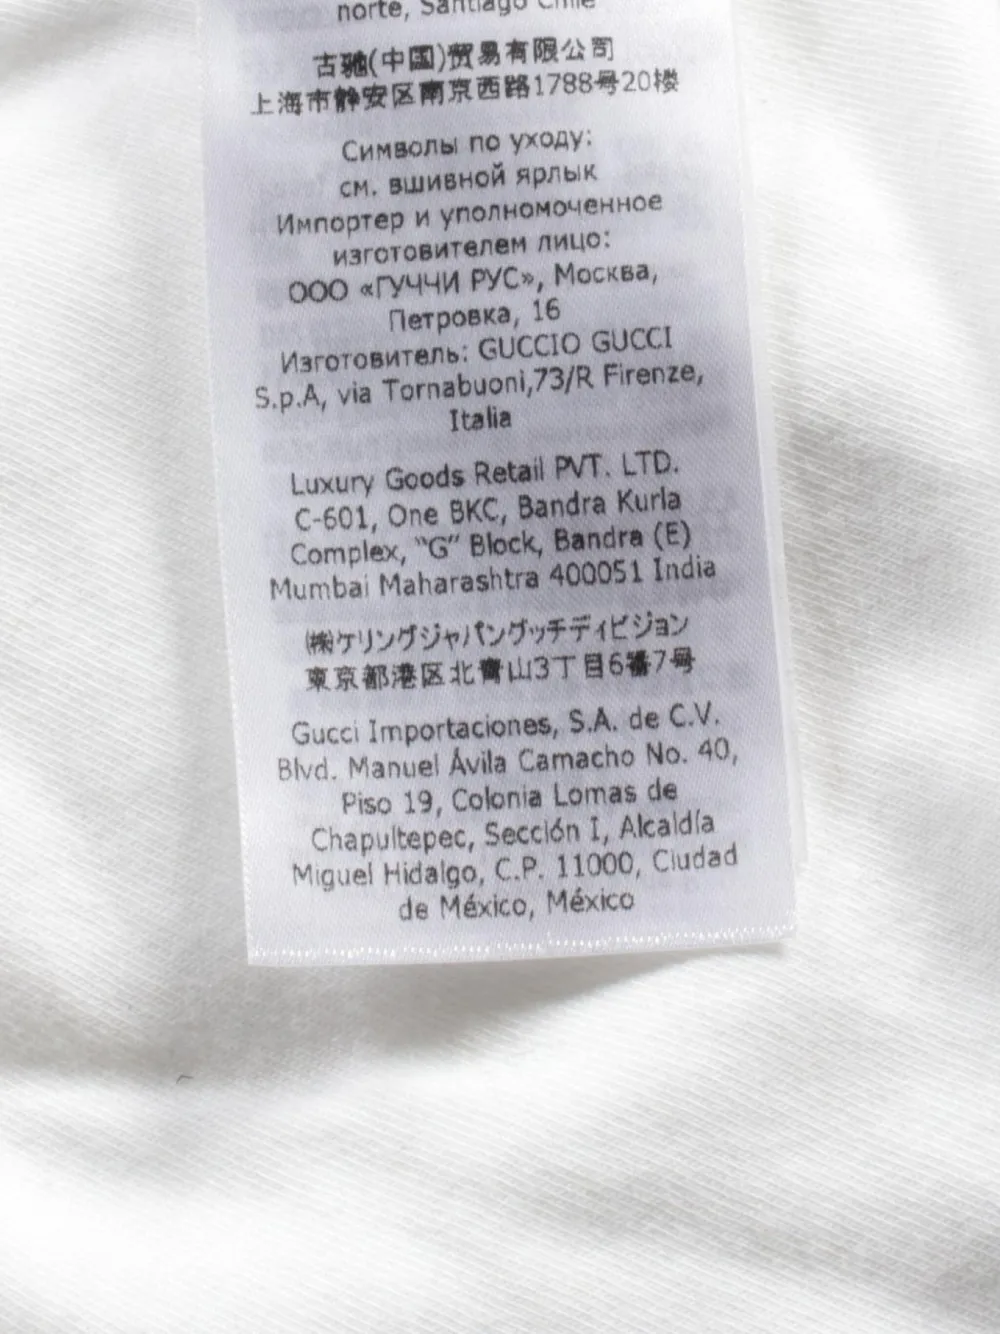 norte, Santiago Chile
古驰(中国)贸易有限公司
上海市静安区南京西路1788号20楼
Символы по уходу:
см. вшивной ярлык
Импортер и уполномоченное
изготовителем лицо:
ООО «ГУЧЧИ РУС», Москва,
Петровка, 16
Изготовитель: GUCCIO GUCCI
S.p.A, via Tornabuoni,73/R Firenze,
Italia
Luxury Goods Retail PVT. LTD.
C-601, One BKC, Bandra Kurla
Complex, "G" Block, Bandra (E)
Mumbai Maharashtra 400051 India
㈱ケリングジャパングッチディビジョン
東京都港区北青山3丁目6番7号
Gucci Importaciones, S.A. de C.V.
Blvd. Manuel Ávila Camacho No. 40,
Piso 19, Colonia Lomas de
Chapultepec, Sección I, Alcaldía
Miguel Hidalgo, C.P. 11000, Ciudad
de México, México